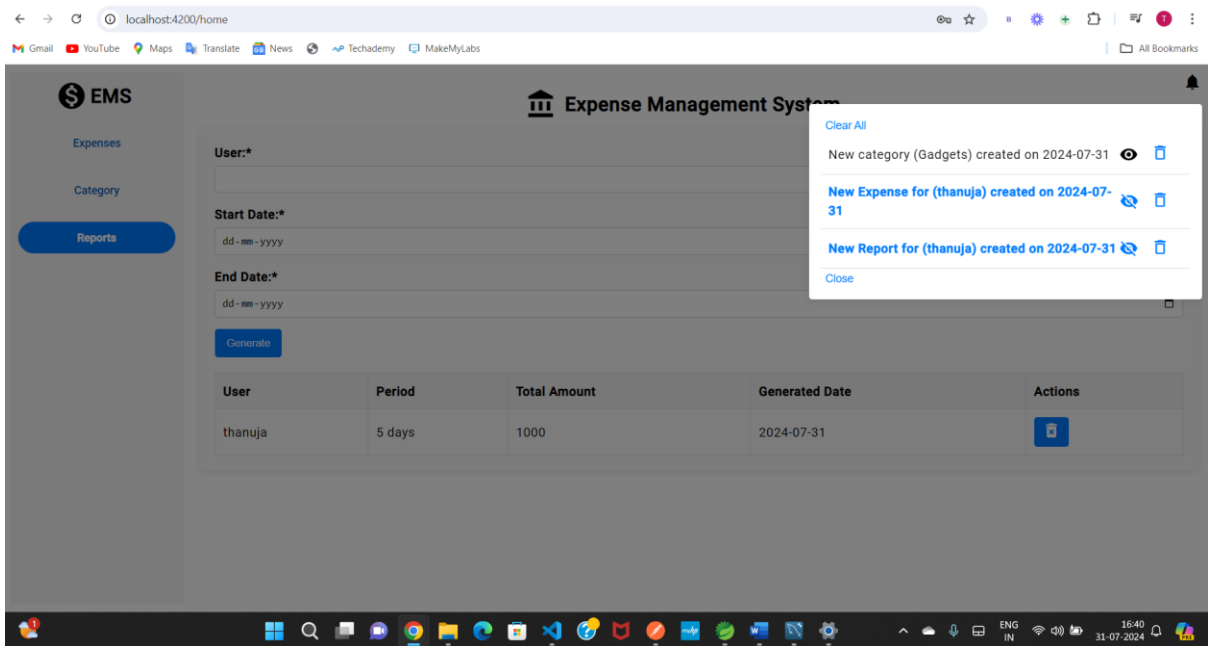 localhost:4200/home
T
Gmail YouTube Maps Translate News Techademy MakeMyLabs All Bookmarks
EMS
Expense Management System
Expenses
Category
Reports
User:*
Start Date:*
dd-mm-yyyy
End Date:*
dd-mm-yyyy
Generate
Clear All
New category (Gadgets) created on 2024-07-31
New Expense for (thanuja) created on 2024-07-
31
New Report for (thanuja) created on 2024-07-31
Close
User Period Total Amount Generated Date Actions
thanuja 5 days 1000 2024-07-31
1
ENG
IN
16:40
31-07-2024